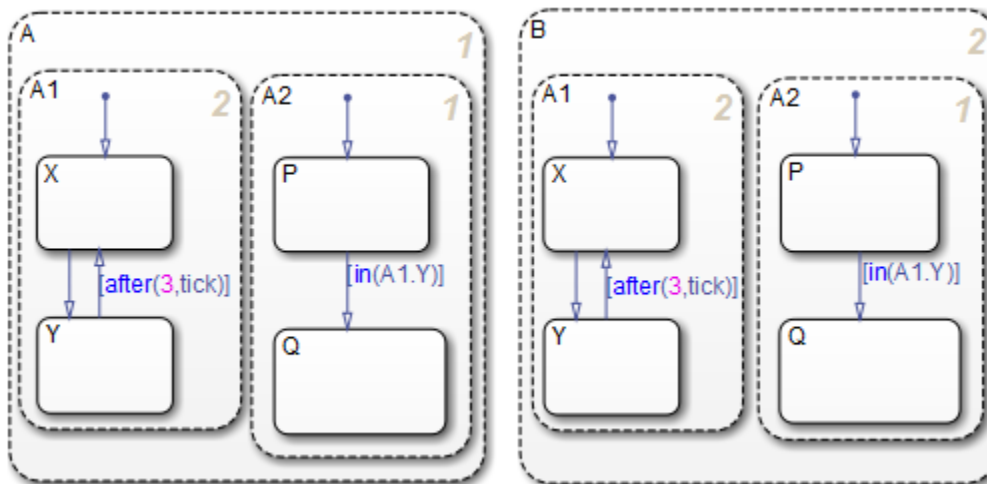 A
1
A1
2
X
[after(3,tick)]
Y
A2
1
P
[in(A1.Y)]
Q
B
2
A1
2
X
[after(3,tick)]
Y
A2
1
P
[in(A1.Y)]
Q